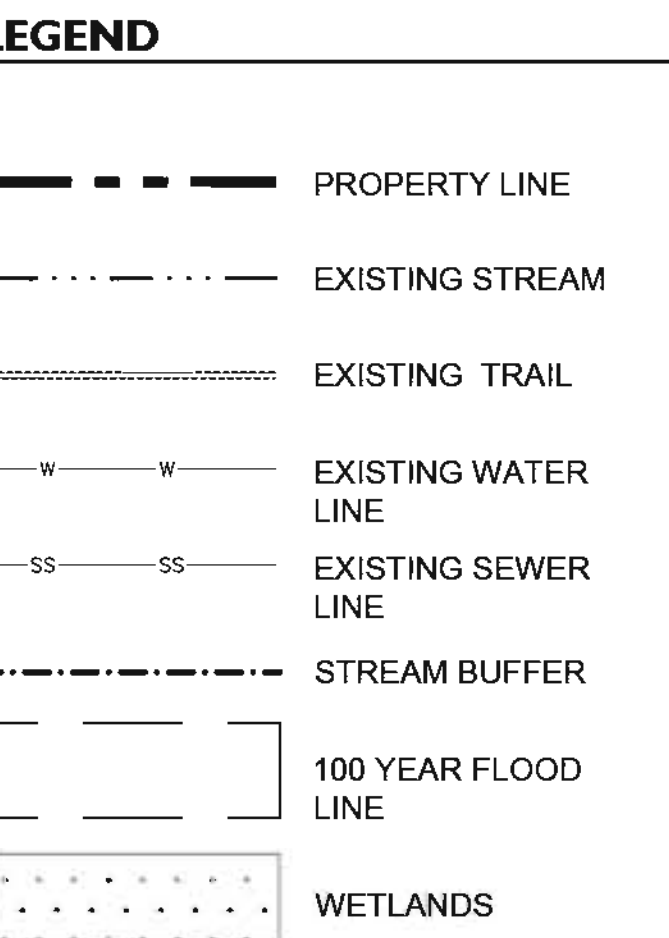 LEGEND
PROPERTY LINE
EXISTING STREAM
EXISTING TRAIL
W W
EXISTING WATER
LINE
SS SS
EXISTING SEWER
LINE
STREAM BUFFER
100 YEAR FLOOD
LINE
WETLANDS